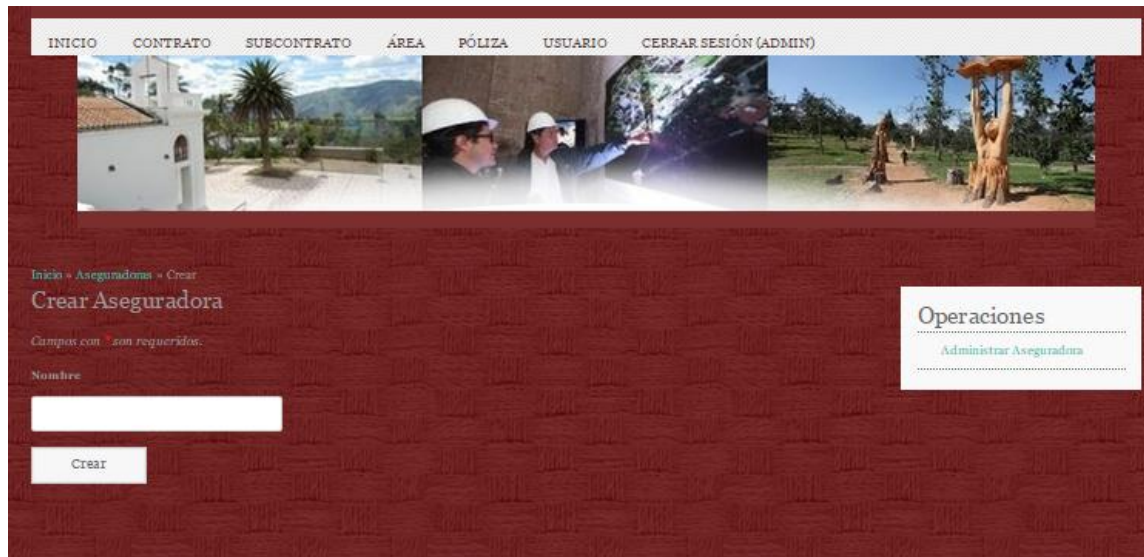 INICIO CONTRATO SUBCONTRATO ÁREA PÓLIZA USUARIO CERRAR SESIÓN (ADMIN)
Inicio » Aseguradoras » Crear
Crear Aseguradora
Campos con * son requeridos.
Nombre
Crear
Operaciones
Administrar Aseguradora